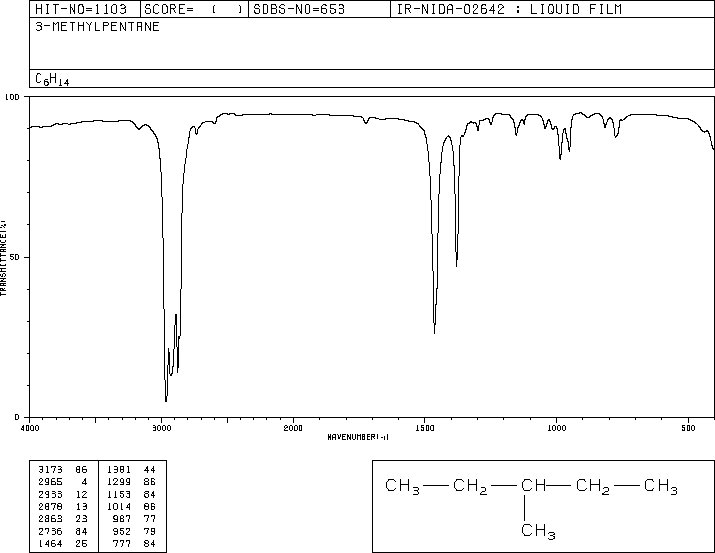 HIT-NO=1103 SCORE= ( ) SDBS-NO=653 IR-NIDA-02642 : LIQUID FILM
3-METHYLPENTANE
C6H14
100
50
0
TRANSMITTANCE(%)
4000 3000 2000 1500 1000 500
WAVENUMBER(-1)
3173 86 1381 44
2965 4 1299 86
2933 12 1153 84
2878 13 1014 86
2863 23 987 77
2736 84 952 79
1464 25 777 84
CH3 — CH2 — CH — CH2 — CH3
CH3